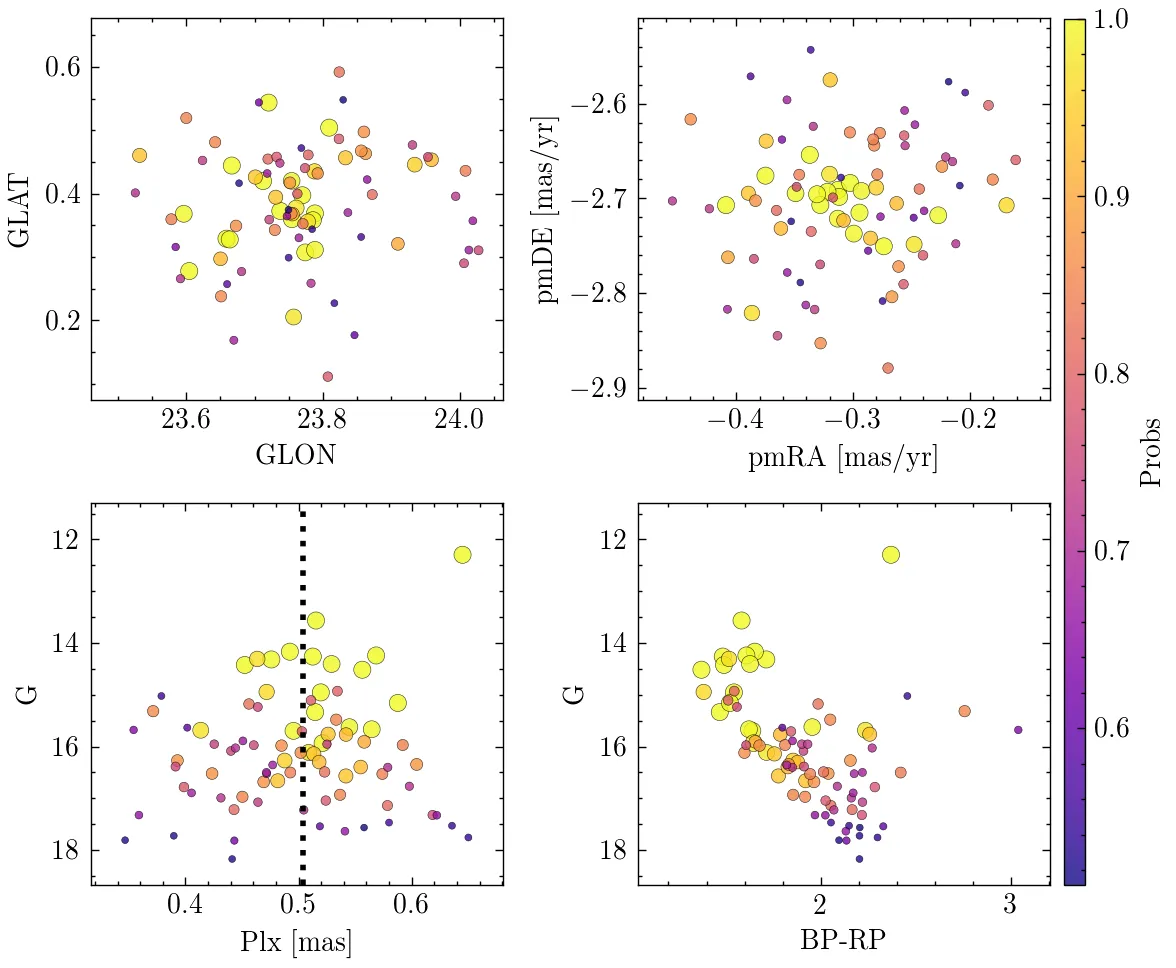 0.6
0.4
0.2
GLAT
23.6 23.8 24.0
GLON
−2.6
−2.7
−2.8
−2.9
pmDE [mas/yr]
−0.4 −0.3 −0.2
pmRA [mas/yr]
12
14
16
18
G
0.4 0.5 0.6
Plx [mas]
12
14
16
18
G
2 3
BP-RP
1.0
0.9
0.8
0.7
0.6
Probs